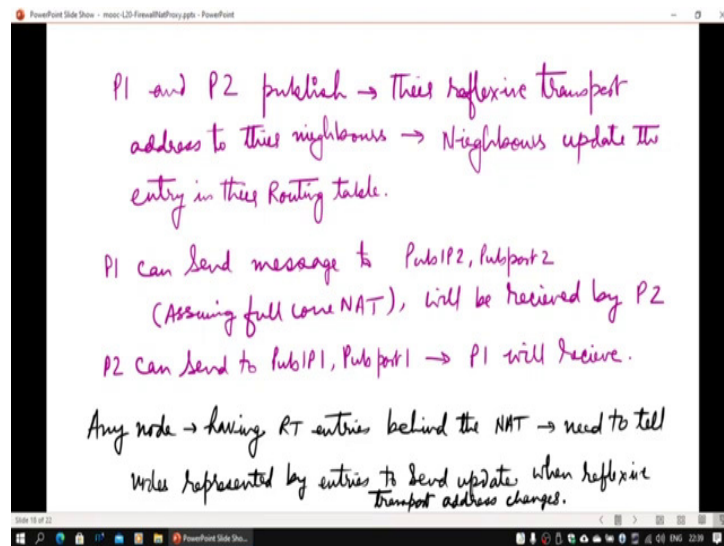 PowerPoint Slide Show - mooc-L20-FirewallNatProxy.pptx - PowerPoint
P1 and P2 publish → Their reflexive transport
address to their nieghbours → Nieghbours update the
entry in their Routing table.
P1 can Send message to PubIP2, Pubport2
(Assuming full cone NAT), will be recieved by P2
P2 can send to PubIP1, Pubport1 → P1 will recieve.
Any node → having RT entries behind the NAT → need to tell
nodes represented by entries to send update when reflexive
transport address changes.
Slide 18 of 22
PowerPoint Slide Sho...
ENG 22:39